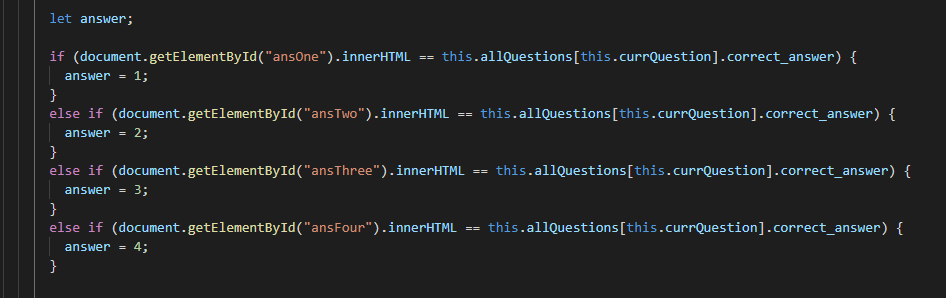 let answer;
if (document.getElementById("ansOne").innerHTML == this.allQuestions[this.currQuestion].correct_answer) {
answer = 1;
}
else if (document.getElementById("ansTwo").innerHTML == this.allQuestions[this.currQuestion].correct_answer) {
answer = 2;
}
else if (document.getElementById("ansThree").innerHTML == this.allQuestions[this.currQuestion].correct_answer) {
answer = 3;
}
else if (document.getElementById("ansFour").innerHTML == this.allQuestions[this.currQuestion].correct_answer) {
answer = 4;
}